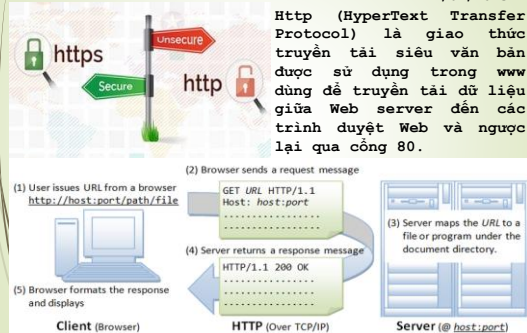 Http (HyperText Transfer
Protocol) là giao thức
truyền tải siêu văn bản
được sử dụng trong www
dùng để truyền tải dữ liệu
giữa Web server đến các
trình duyệt Web và ngược
lại qua cổng 80.
https
Unsecure
Secure
http
(2) Browser sends a request message
(1) User issues URL from a browser
http://host:port/path/file
GET URL HTTP/1.1
Host: host:port
....................
....................
(3) Server maps the URL to a
file or program under the
document directory.
(4) Server returns a response message
HTTP/1.1 200 OK
....................
....................
....................
(5) Browser formats the response
and displays
Client (Browser)
HTTP (Over TCP/IP)
Server (@ host:port)